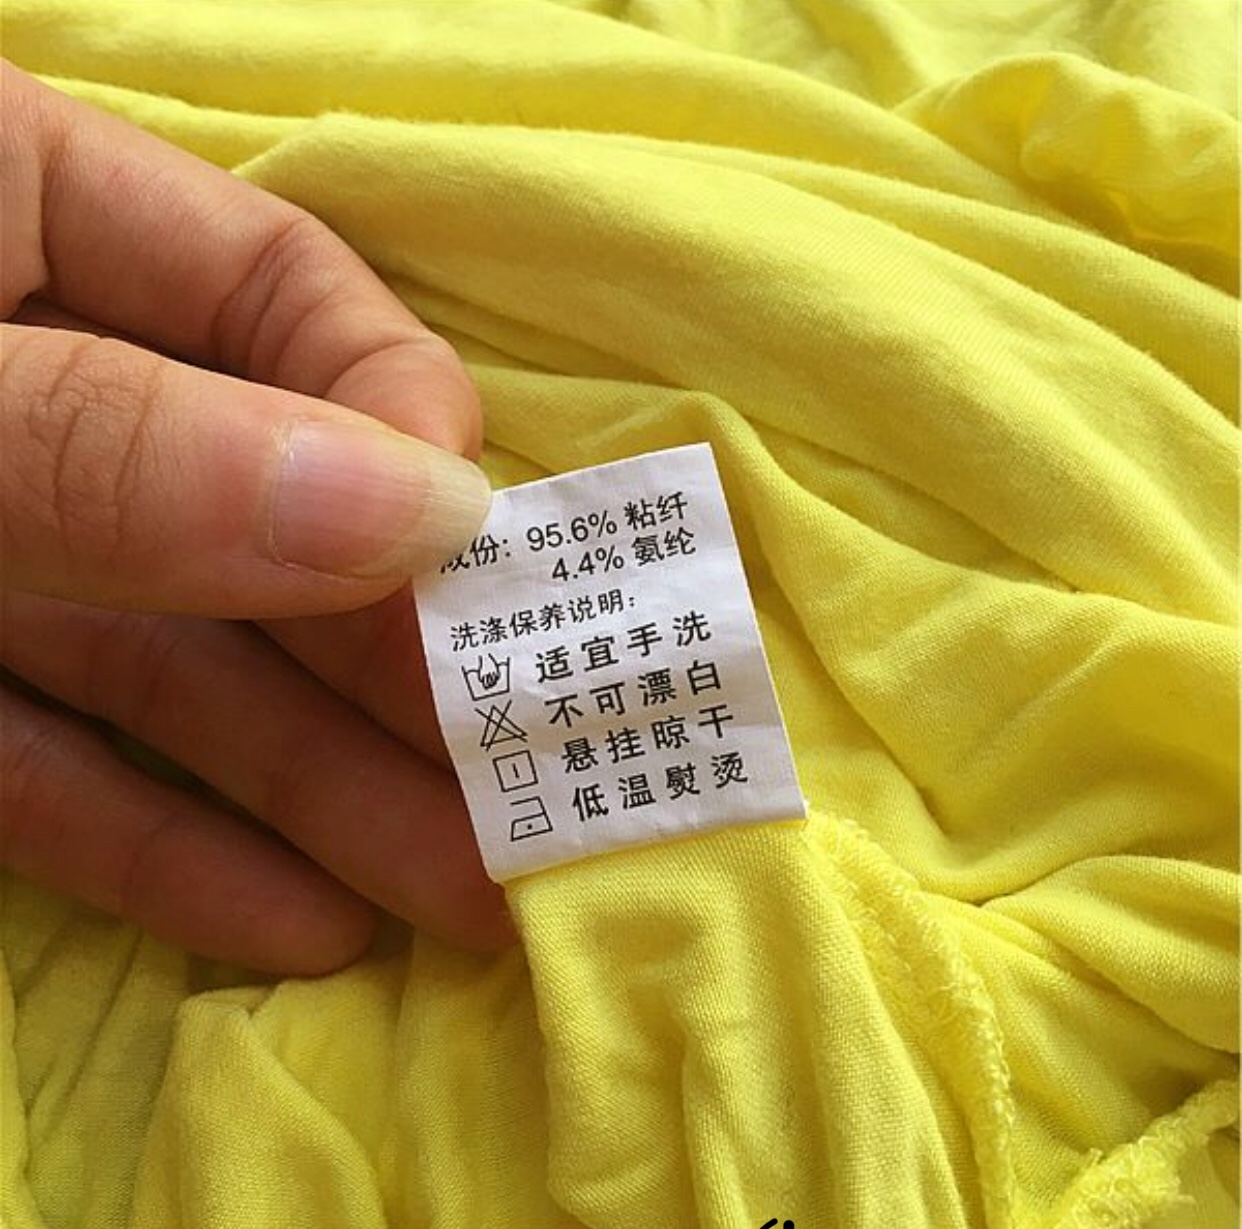 成份：95.6% 粘纤
4.4% 氨纶
洗涤保养说明：
适宜手洗
不可漂白
悬挂晾干
低温熨烫